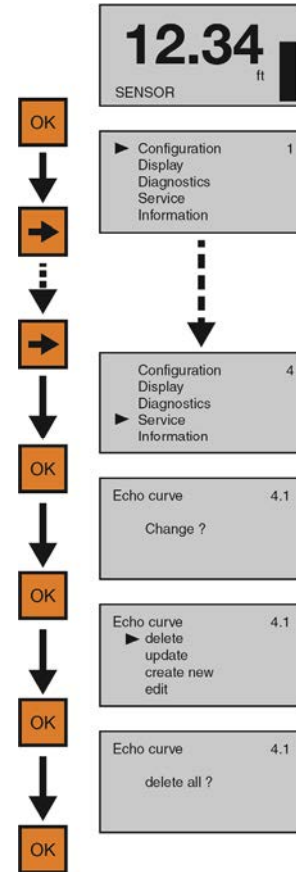 12.34
ft
SENSOR
OK
Configuration 1
Display
Diagnostics
Service
Information
Configuration 4
Display
Diagnostics
Service
Information
OK
Echo curve 4.1
Change ?
OK
Echo curve 4.1
delete
update
create new
edit
OK
Echo curve 4.1
delete all ?
OK